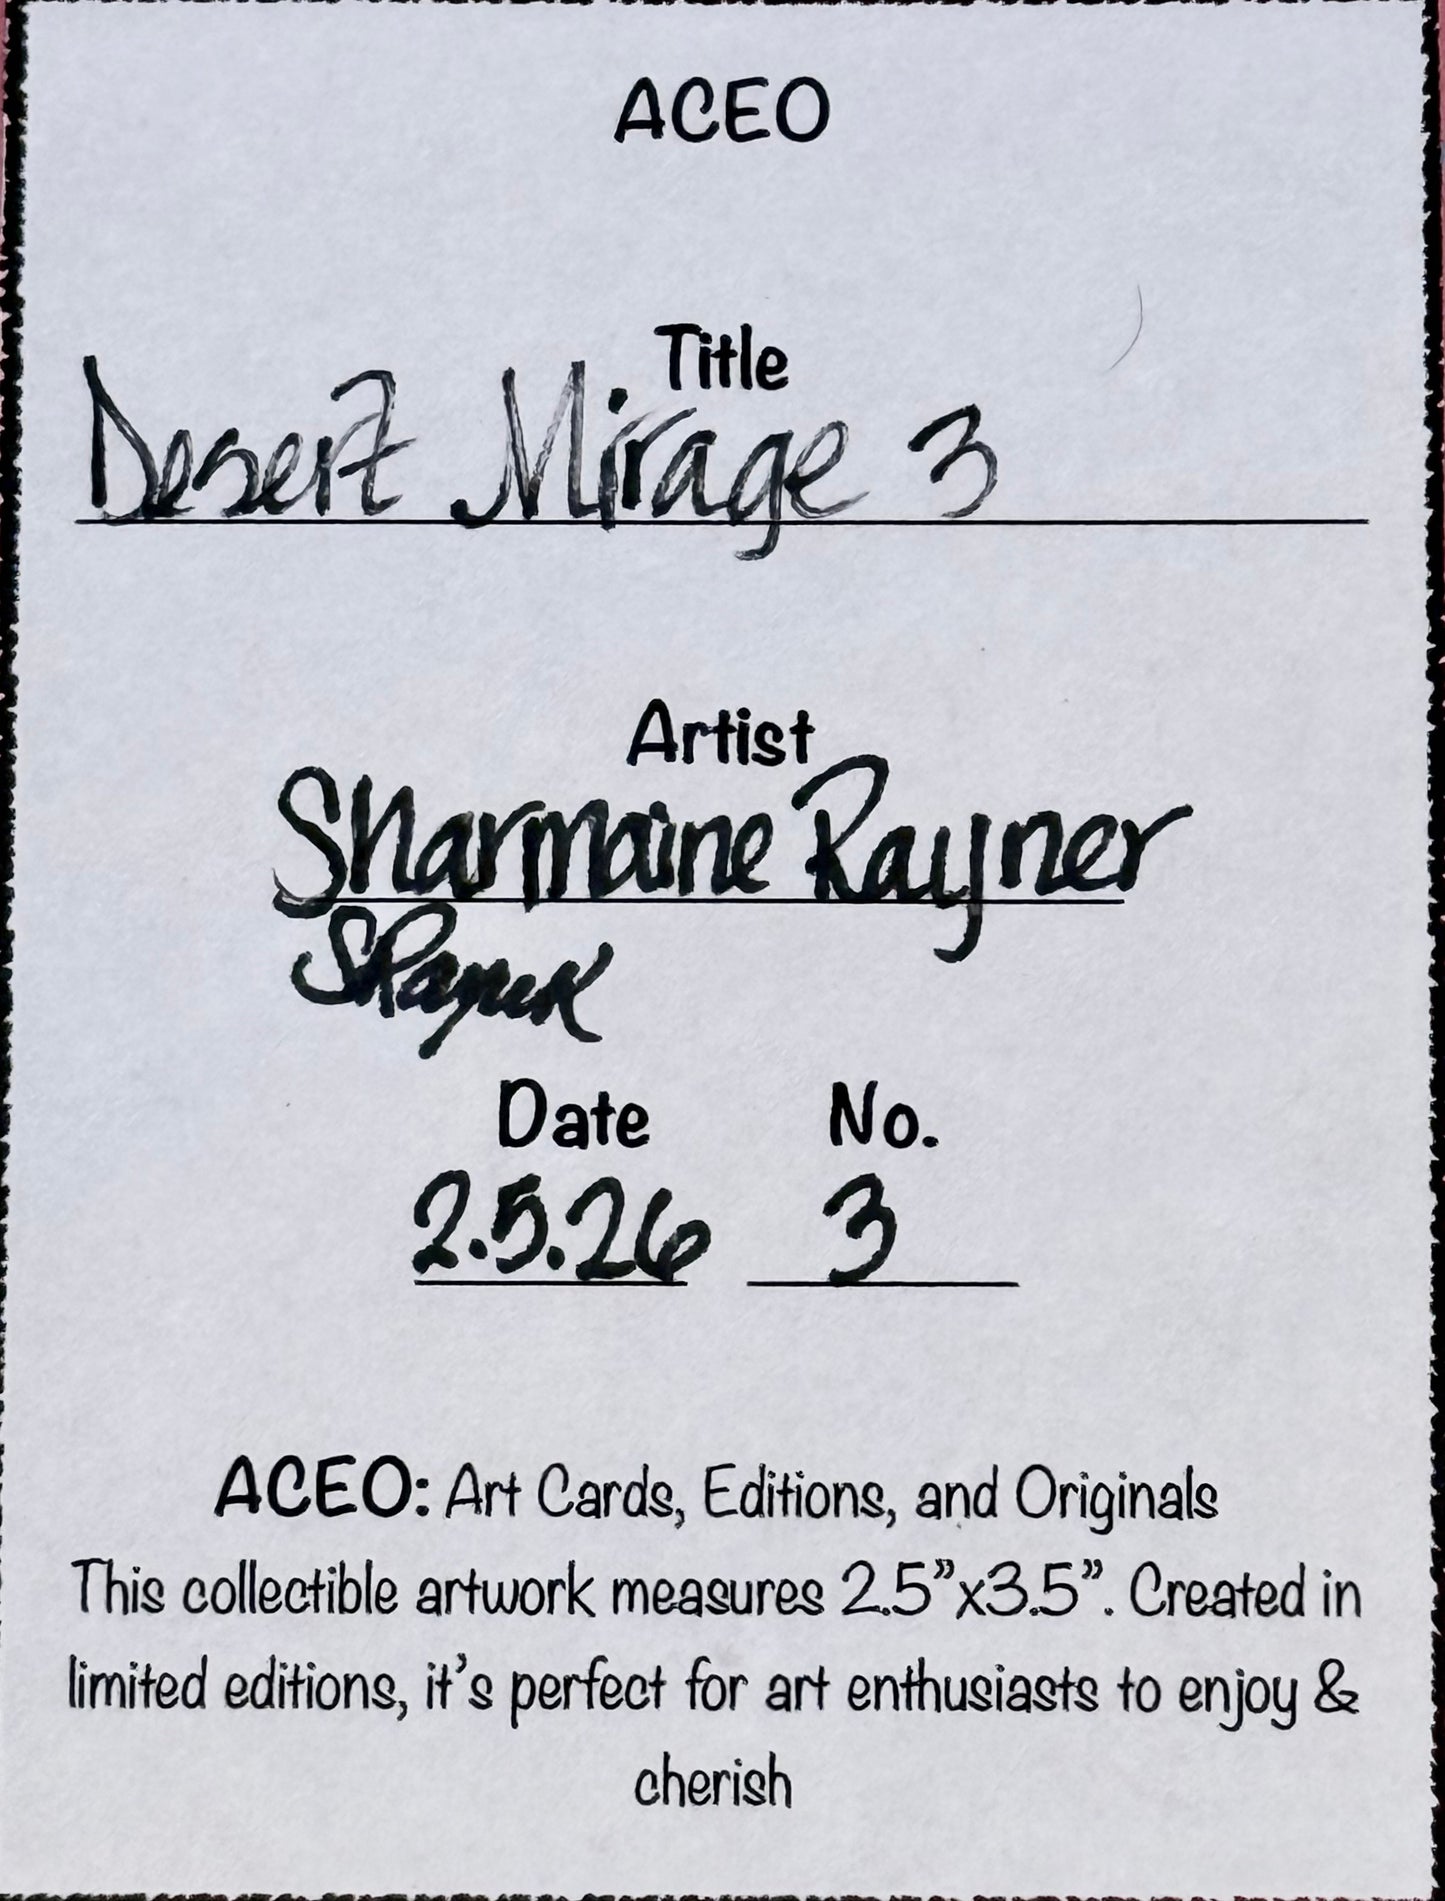 ACEO
Title
Desert Mirage 3
Artist
Sharmaine Rayner
SRayner
Date No.
2.5.26 3
ACEO: Art Cards, Editions, and Originals
This collectible artwork measures 2.5”x3.5”. Created in
limited editions, it’s perfect for art enthusiasts to enjoy &
cherish